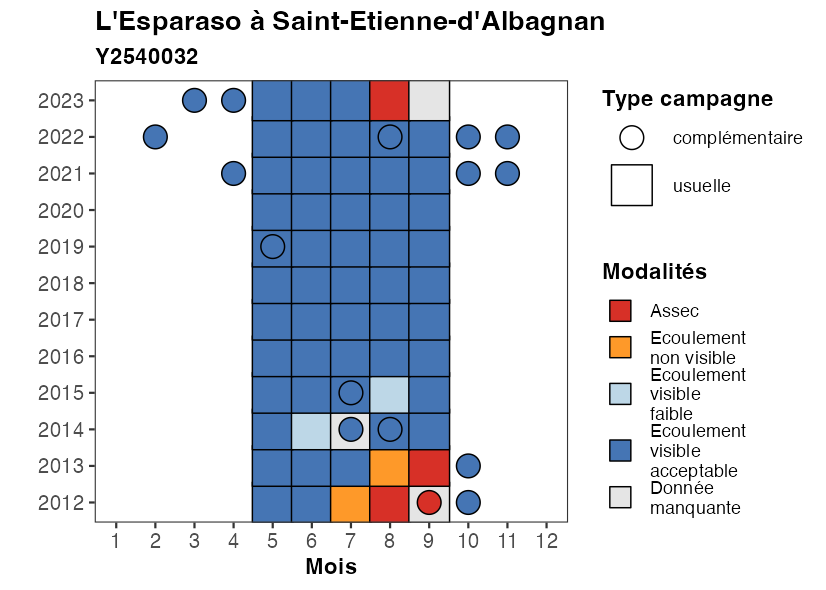 L'Esparaso à Saint-Etienne-d'Albagnan
Y2540032
2023
2022
2021
2020
2019
2018
2017
2016
2015
2014
2013
2012
1 2 3 4 5 6 7 8 9 10 11 12
Mois
Type campagne
complémentaire
usuelle
Modalités
Assec
Ecoulement
non visible
Ecoulement
visible
faible
Ecoulement
visible
acceptable
Donnée
manquante